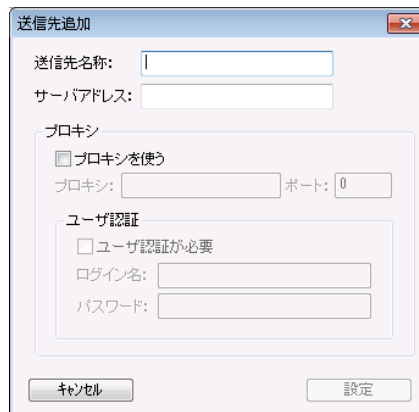 送信先追加
送信先名称:
サーバアドレス:
プロキシ
プロキシを使う
プロキシ: ポート: 0
ユーザ認証
ユーザ認証が必要
ログイン名:
パスワード:
キャンセル 設定